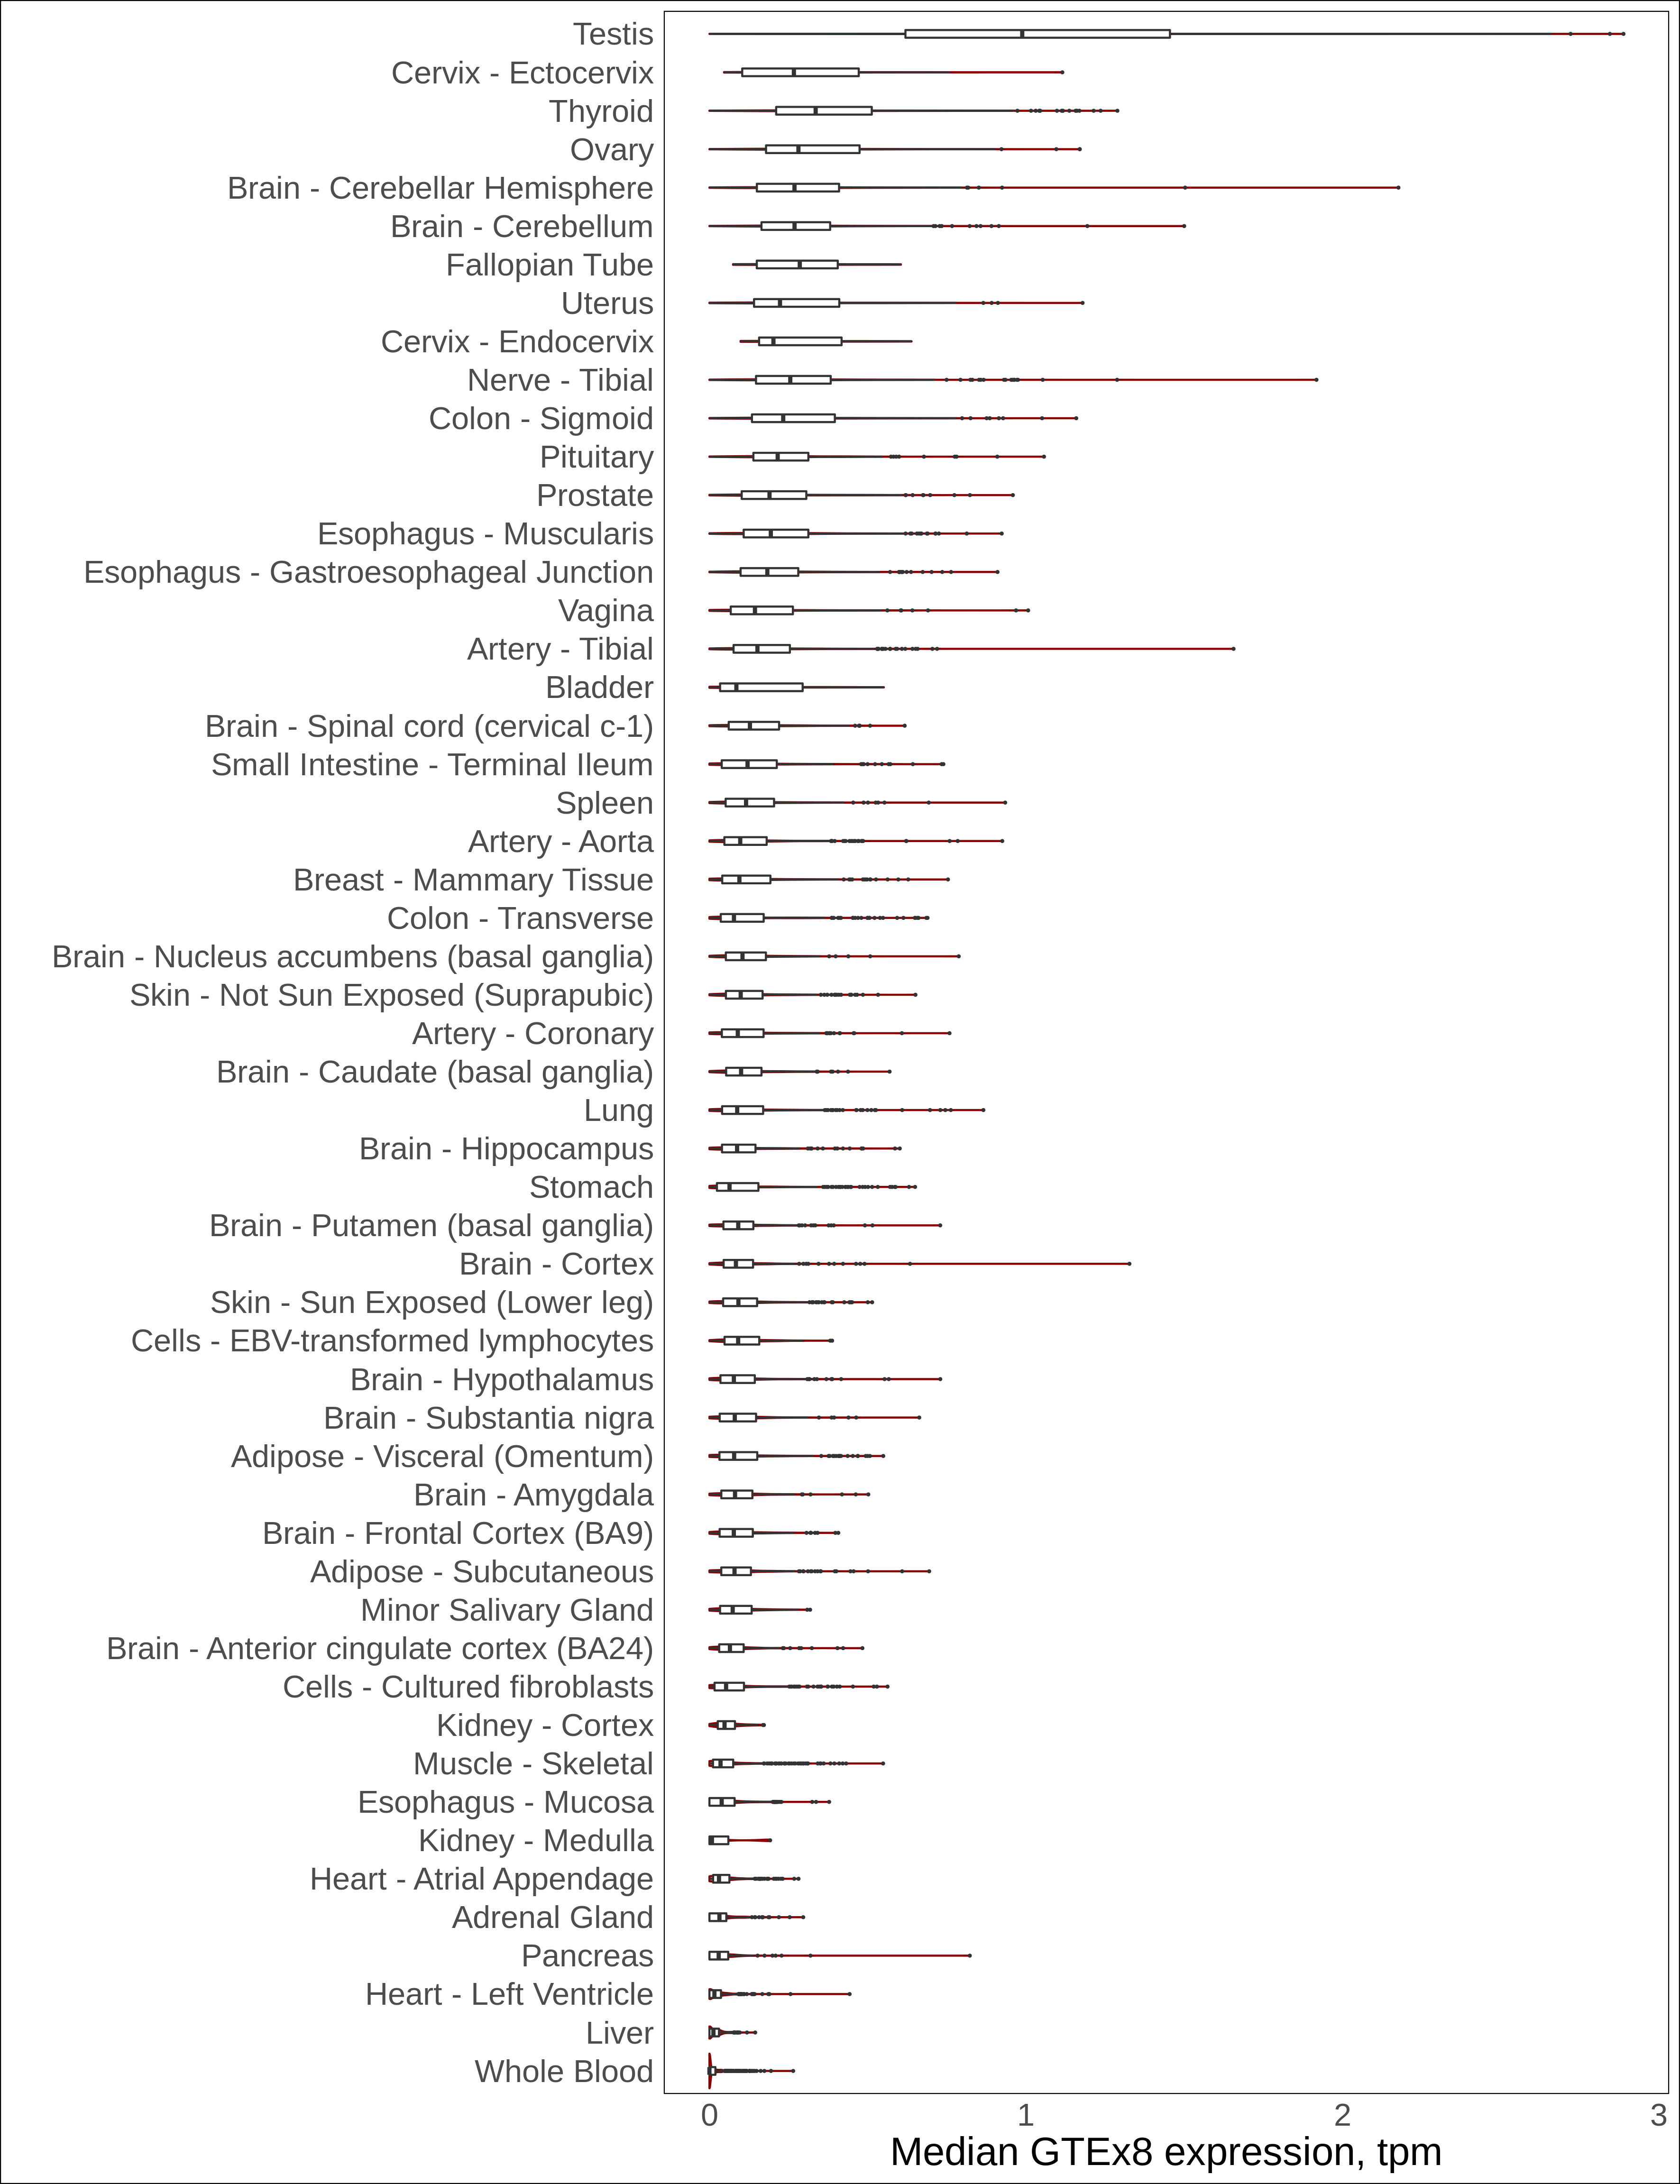 Testis
Cervix - Ectocervix
Thyroid
Ovary
Brain - Cerebellar Hemisphere
Brain - Cerebellum
Fallopian Tube
Uterus
Cervix - Endocervix
Nerve - Tibial
Colon - Sigmoid
Pituitary
Prostate
Esophagus - Muscularis
Esophagus - Gastroesophageal Junction
Vagina
Artery - Tibial
Bladder
Brain - Spinal cord (cervical c-1)
Small Intestine - Terminal Ileum
Spleen
Artery - Aorta
Breast - Mammary Tissue
Colon - Transverse
Brain - Nucleus accumbens (basal ganglia)
Skin - Not Sun Exposed (Suprapubic)
Artery - Coronary
Brain - Caudate (basal ganglia)
Lung
Brain - Hippocampus
Stomach
Brain - Putamen (basal ganglia)
Brain - Cortex
Skin - Sun Exposed (Lower leg)
Cells - EBV-transformed lymphocytes
Brain - Hypothalamus
Brain - Substantia nigra
Adipose - Visceral (Omentum)
Brain - Amygdala
Brain - Frontal Cortex (BA9)
Adipose - Subcutaneous
Minor Salivary Gland
Brain - Anterior cingulate cortex (BA24)
Cells - Cultured fibroblasts
Kidney - Cortex
Muscle - Skeletal
Esophagus - Mucosa
Kidney - Medulla
Heart - Atrial Appendage
Adrenal Gland
Pancreas
Heart - Left Ventricle
Liver
Whole Blood
0 1 2 3
Median GTEx8 expression, tpm